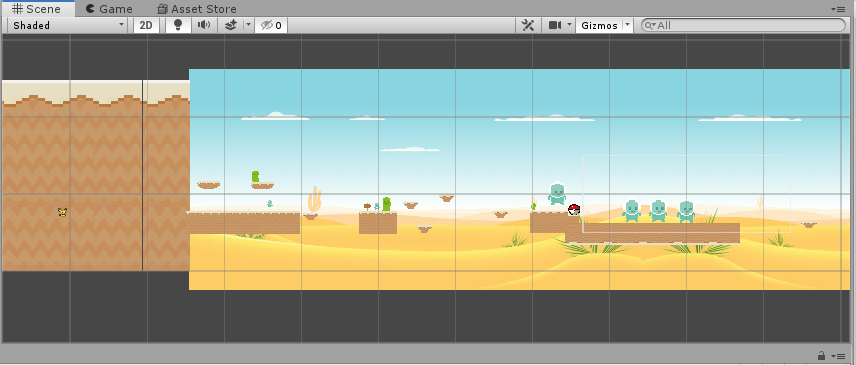 Scene Game Asset Store
Shaded 2D 0 Gizmos All